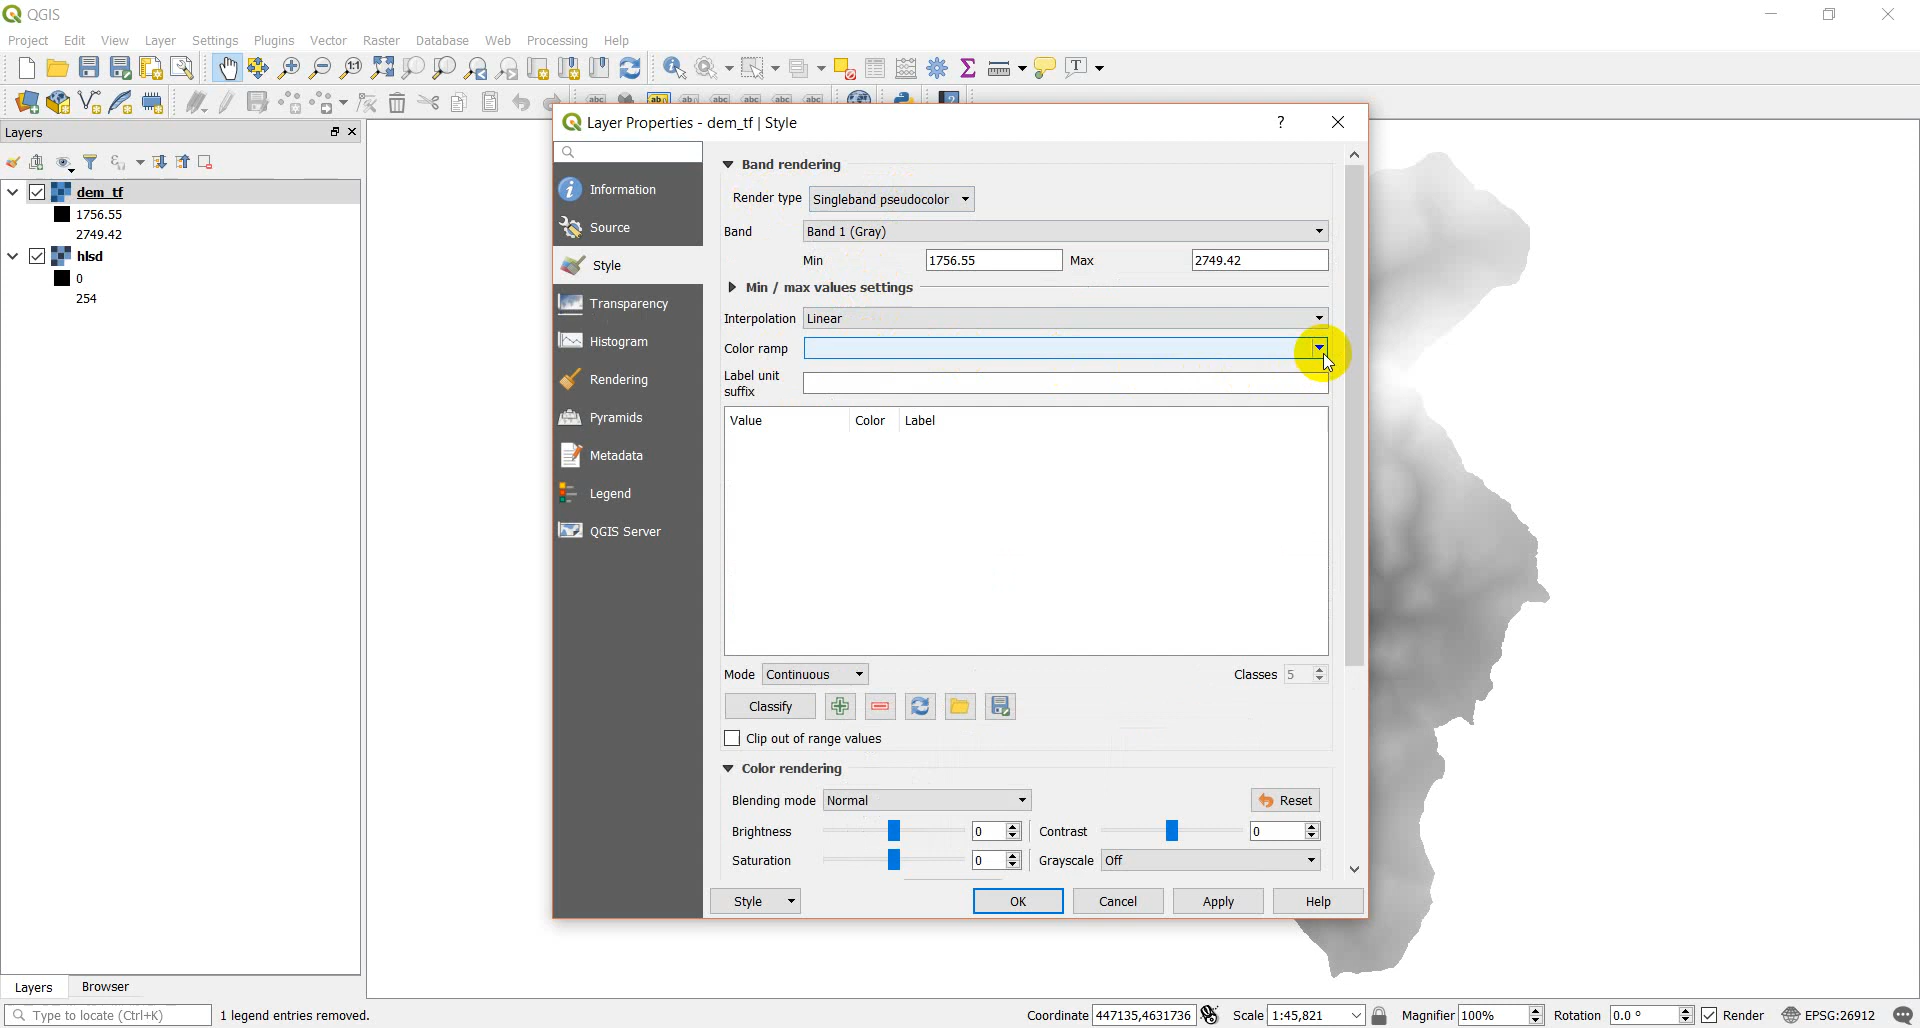 QGIS
Project Edit View Layer Settings Plugins Vector Raster Database Web Processing Help
Layers
dem_tf
1756.55
2749.42
hlsd
0
254
Layer Properties - dem_tf | Style
?
Information
Source
Style
Transparency
Histogram
Rendering
Pyramids
Metadata
Legend
QGIS Server
Band rendering
Render type Singleband pseudocolor
Band Band 1 (Gray)
Min 1756.55 Max 2749.42
Min / max values settings
Interpolation Linear
Color ramp
Label unit
suffix
Value Color Label
Mode Continuous Classes 5
Classify
Clip out of range values
Color rendering
Blending mode Normal Reset
Brightness 0 Contrast 0
Saturation 0 Grayscale Off
Style OK Cancel Apply Help
Layers Browser
Type to locate (Ctrl+K) 1 legend entries removed. Coordinate 447135,4631736 Scale 1:45,821 Magnifier 100% Rotation 0.0 ° Render EPSG:26912